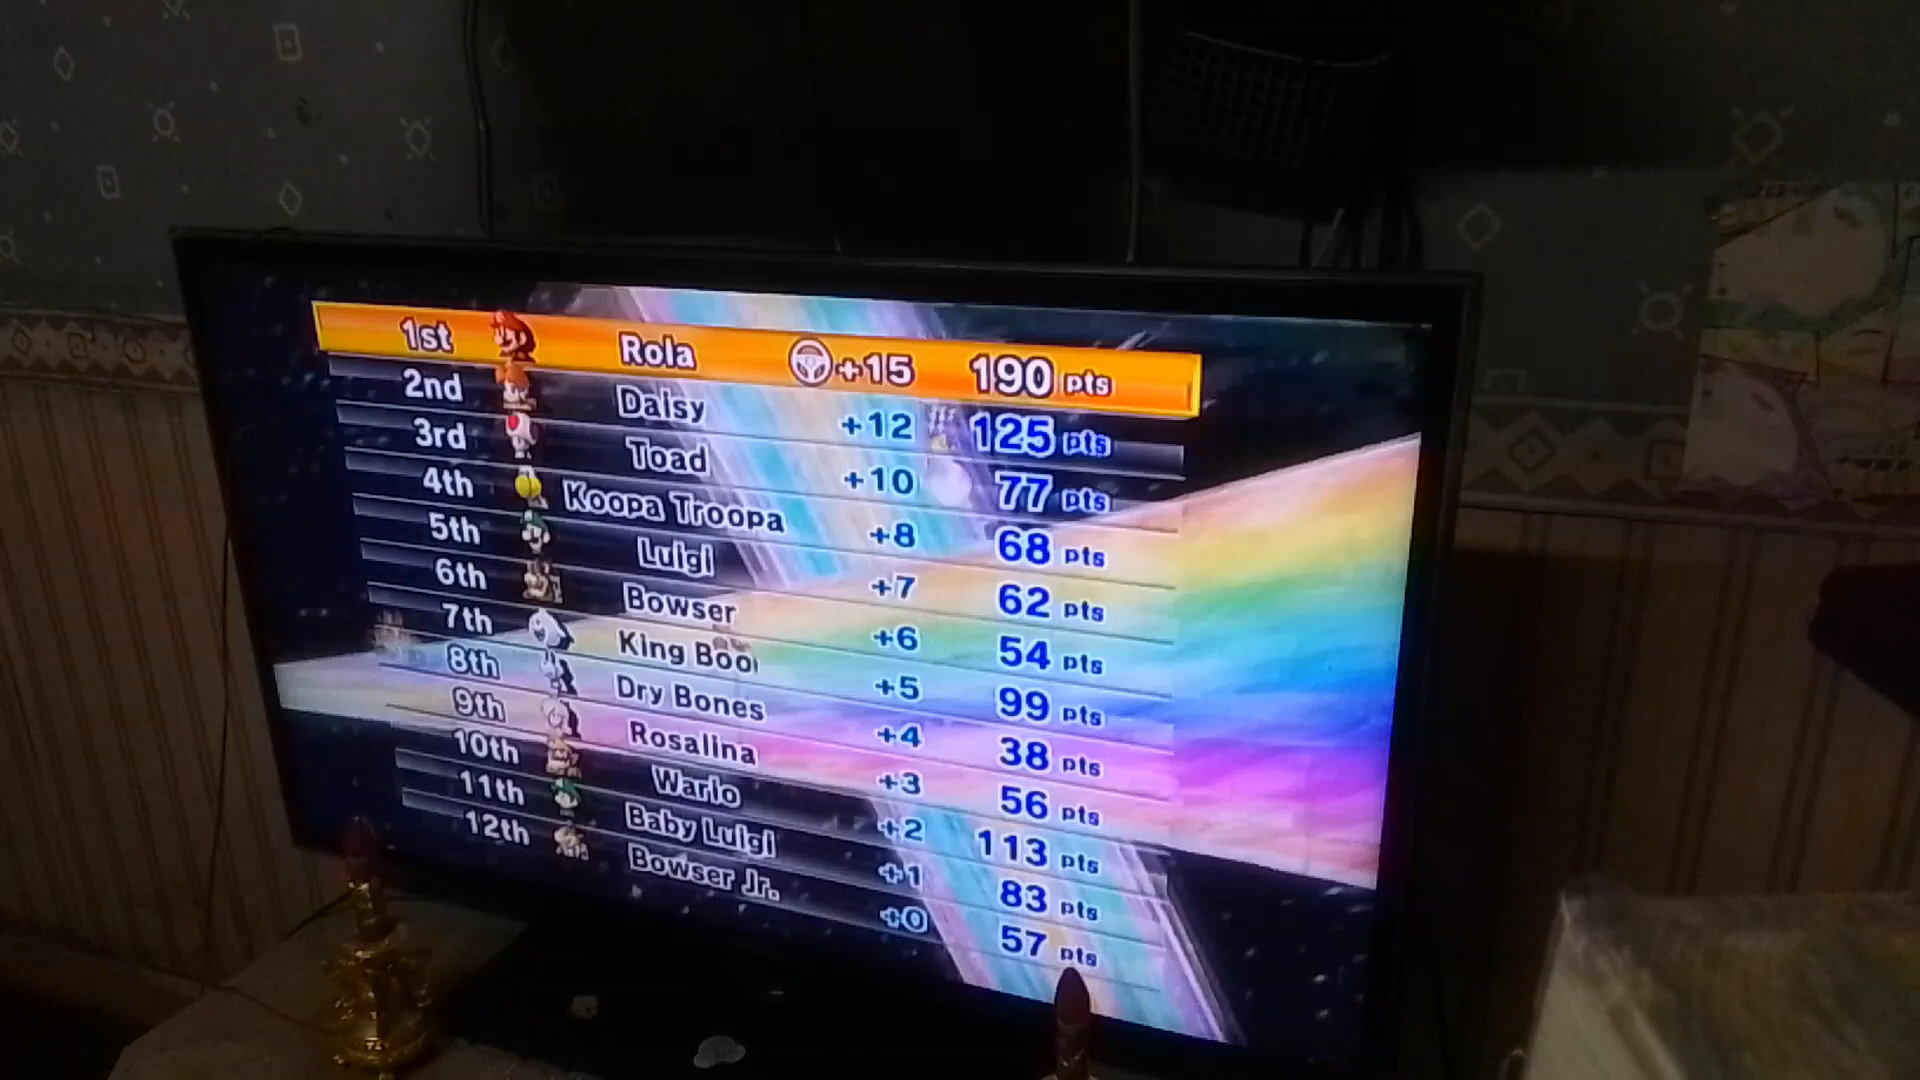 1st Rola +15 190 pts
2nd Daisy +12 125 pts
3rd Toad +10 77 pts
4th Koopa Troopa +8 68 pts
5th Luigi +7 62 pts
6th Bowser +6 54 pts
7th King Boo +5 99 pts
8th Dry Bones +4 38 pts
9th Rosalina +3 56 pts
10th Wario +2 113 pts
11th Baby Luigi +1 83 pts
12th Bowser Jr. +0 57 pts